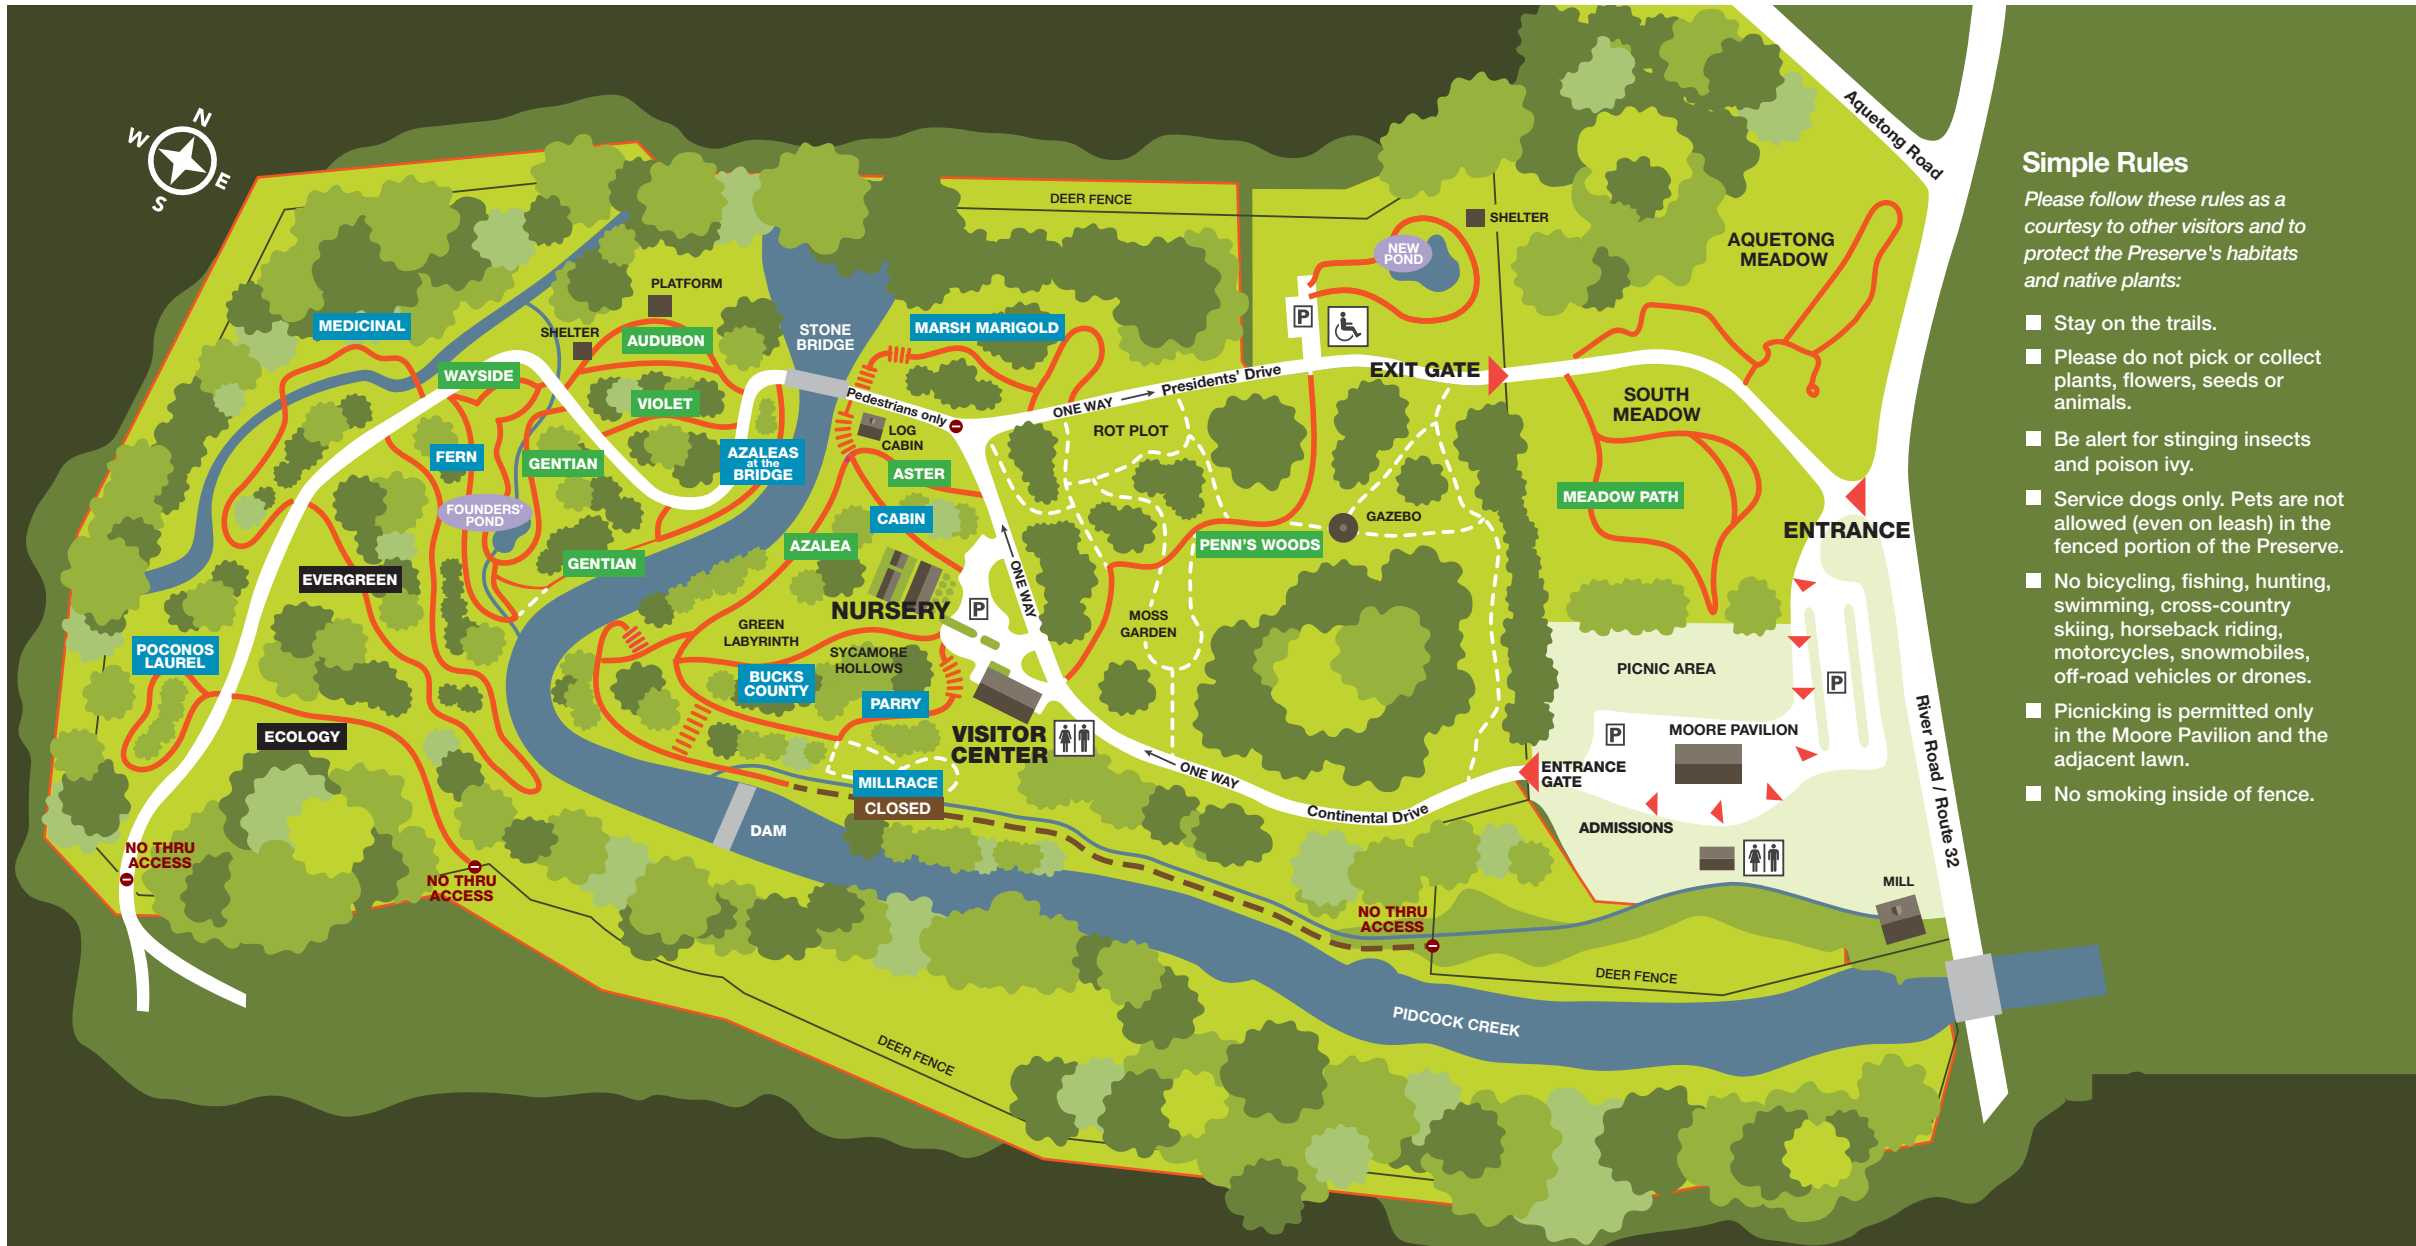 N
W
E
S
DEER FENCE
SHELTER
NEW
POND
P
AQUETONG
MEADOW
Aquetong Road
PLATFORM
SHELTER
MEDICINAL
AUDUBON
STONE
BRIDGE
MARSH MARIGOLD
WAYSIDE
VIOLET
Pedestrians only
LOG
CABIN
ONE WAY
Presidents' Drive
EXIT GATE
ROT PLOT
SOUTH
MEADOW
FERN
GENTIAN
AZALEAS
at the
BRIDGE
ASTER
FOUNDERS'
POND
CABIN
GAZEBO
MEADOW PATH
ENTRANCE
GENTIAN
AZALEA
PENN'S WOODS
EVERGREEN
ONE WAY
NURSERY
P
GREEN
LABYRINTH
MOSS
GARDEN
POCONOS
LAUREL
SYCAMORE
HOLLOWS
BUCKS
COUNTY
PARRY
PICNIC AREA
P
ECOLOGY
VISITOR
CENTER
P
MOORE PAVILION
River Road / Route 32
MILLRACE
CLOSED
ONE WAY
ENTRANCE
GATE
Continental Drive
DAM
ADMISSIONS
NO THRU
ACCESS
NO THRU
ACCESS
MILL
NO THRU
ACCESS
DEER FENCE
PIDCOCK CREEK
DEER FENCE
Simple Rules
Please follow these rules as a
courtesy to other visitors and to
protect the Preserve's habitats
and native plants:
Stay on the trails.
Please do not pick or collect
plants, flowers, seeds or
animals.
Be alert for stinging insects
and poison ivy.
Service dogs only. Pets are not
allowed (even on leash) in the
fenced portion of the Preserve.
No bicycling, fishing, hunting,
swimming, cross-country
skiing, horseback riding,
motorcycles, snowmobiles,
off-road vehicles or drones.
Picnicking is permitted only
in the Moore Pavilion and the
adjacent lawn.
No smoking inside of fence.